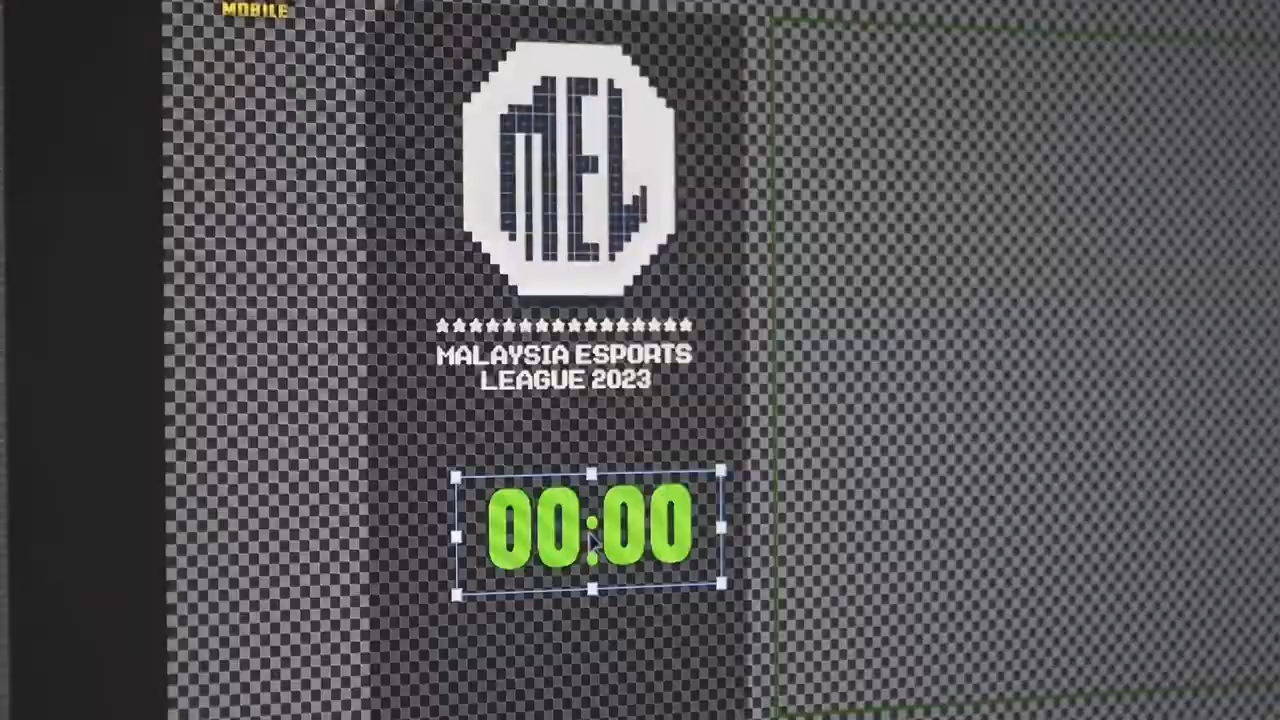 MOBILE
MEL
MALAYSIA ESPORTS
LEAGUE 2023
00:00